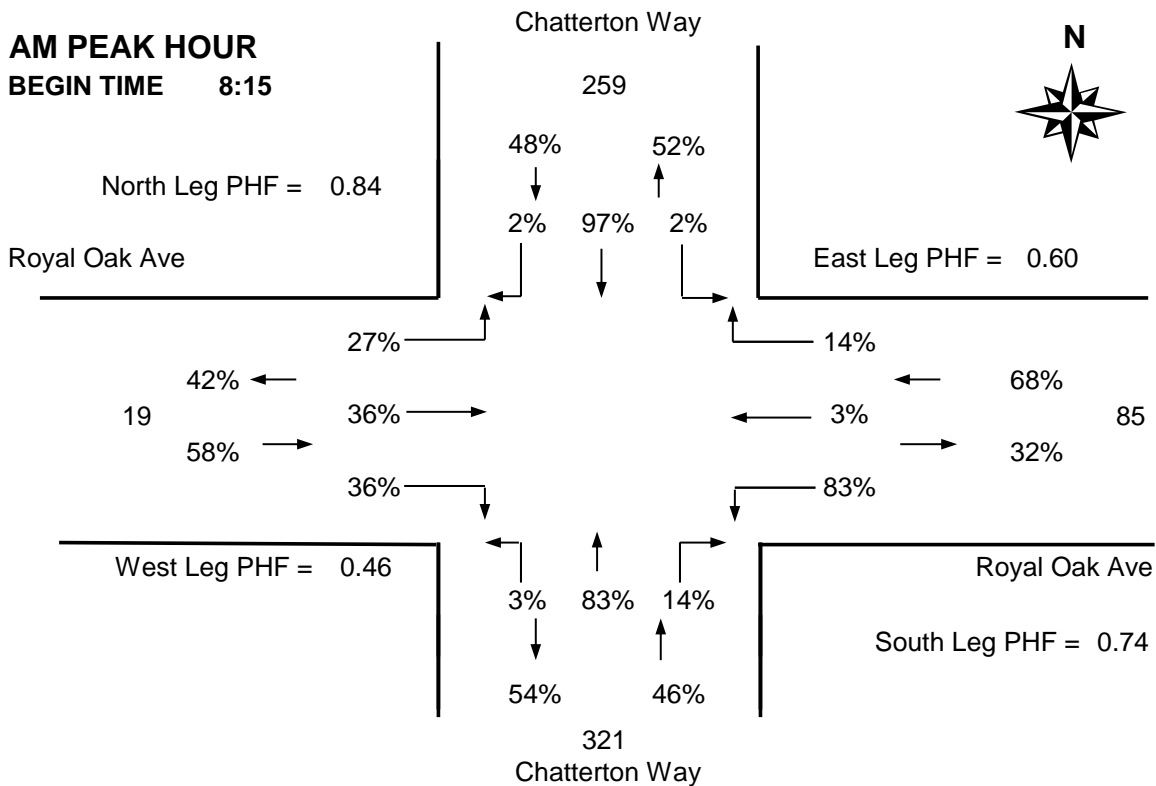 Chatterton Way
AM PEAK HOUR
BEGIN TIME 8:15
N
259
48% 52%
North Leg PHF = 0.84
2% 97% 2%
Royal Oak Ave
East Leg PHF = 0.60
27% 14%
42% 68%
19 36% 3% 85
58% 32%
36% 83%
West Leg PHF = 0.46
Royal Oak Ave
3% 83% 14%
South Leg PHF = 0.74
54% 46%
321
Chatterton Way